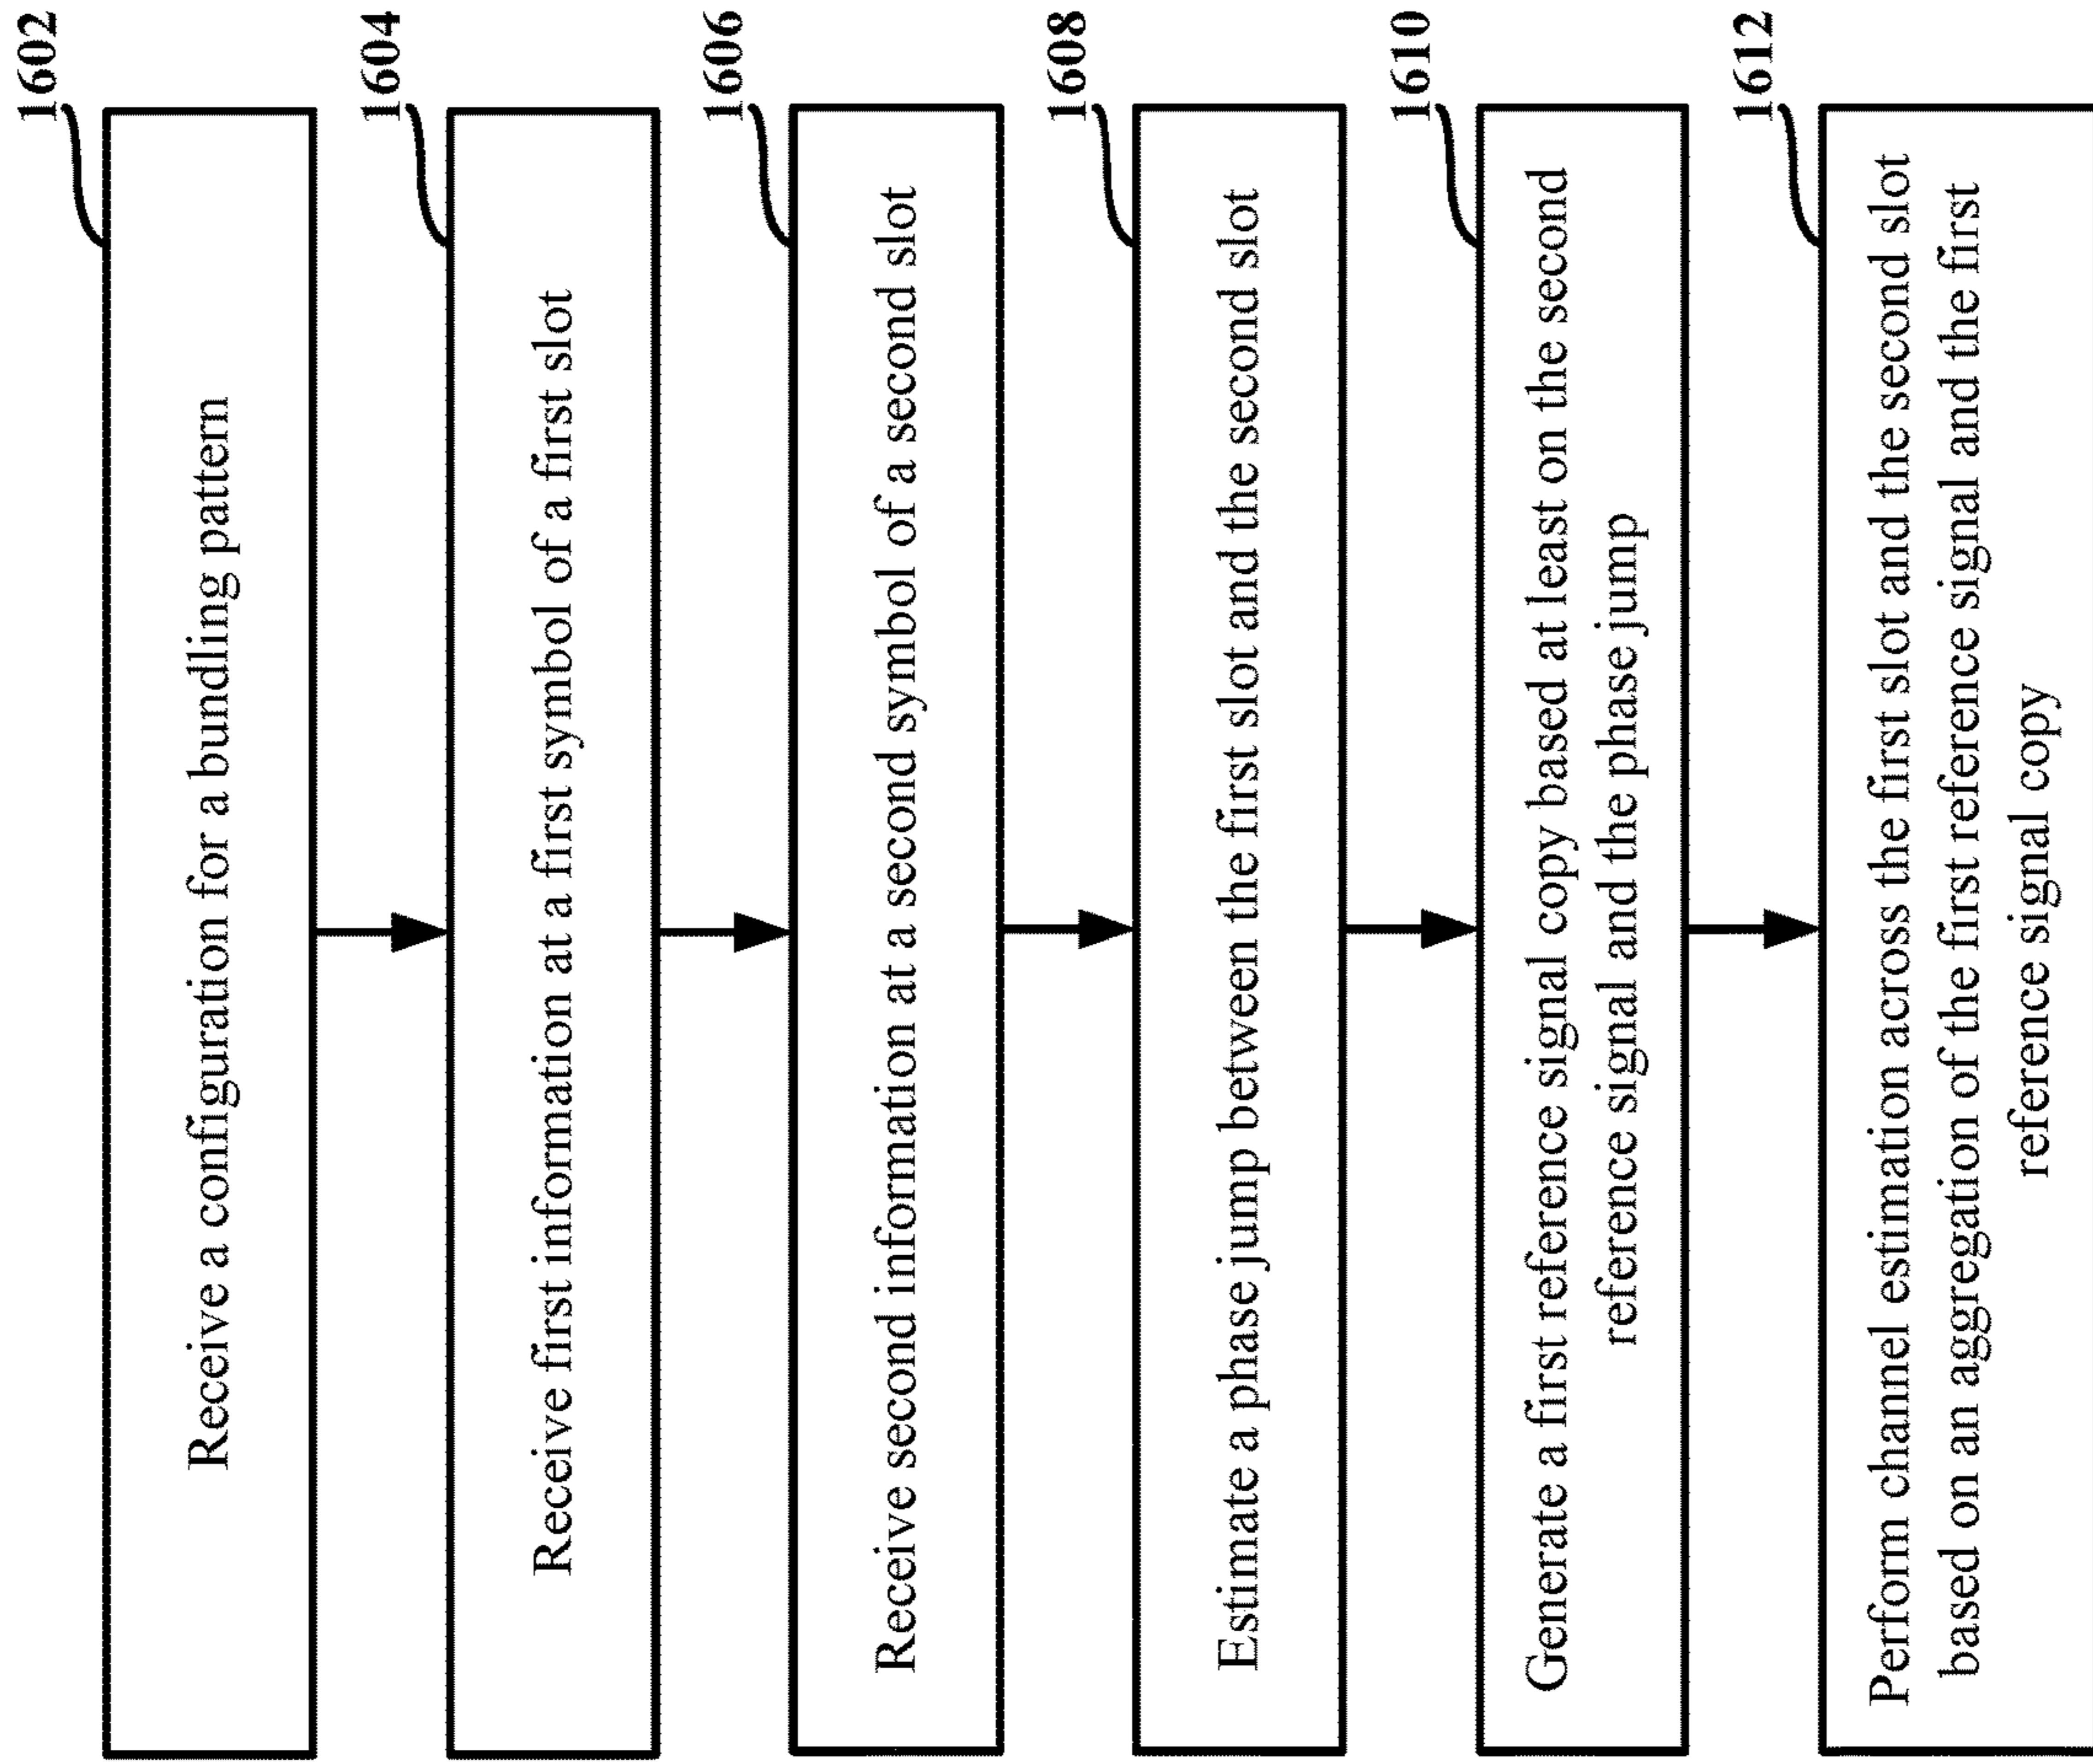 1602
Receive a configuration for a bundling pattern
1604
Receive first information at a first symbol of a first slot
1606
Receive second information at a second symbol of a second slot
1608
Estimate a phase jump between the first slot and the second slot
1610
Generate a first reference signal copy based at least on the second
reference signal and the phase jump
1612
Perform channel estimation across the first slot and the second slot
based on an aggregation of the first reference signal and the first
reference signal copy